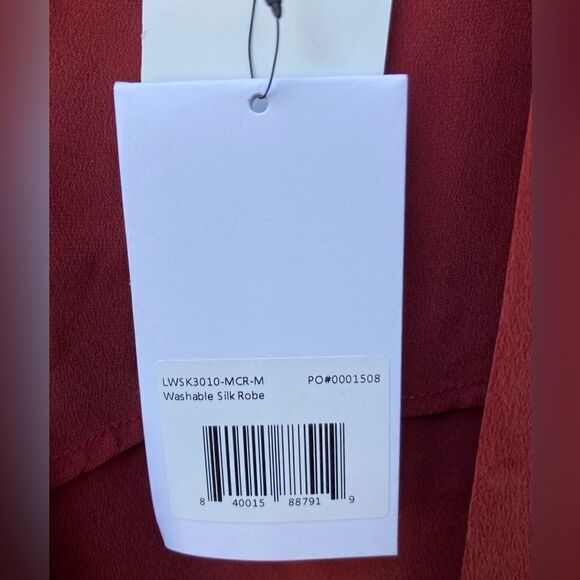 LWSK3010-MCR-M PO#0001508
Washable Silk Robe
8 40015 88791 9